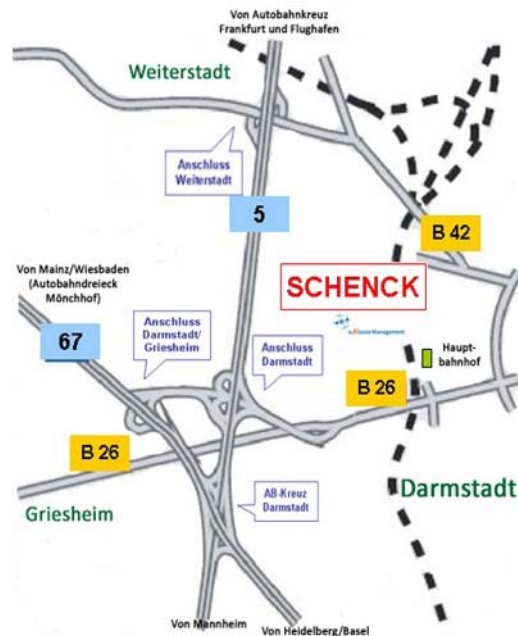 Von Autobahnkreuz
Frankfurt und Flughafen
Weiterstadt
Anschluss
Weiterstadt
5
B 42
Von Mainz/Wiesbaden
(Autobahndreieck
Mönchhof)
SCHENCK
67
Anschluss
Darmstadt/
Griesheim
Anschluss
Darmstadt
Haupt-
bahnhof
B 26
B 26
Griesheim
AB-Kreuz
Darmstadt
Darmstadt
Von Mannheim
Von Heidelberg/Basel